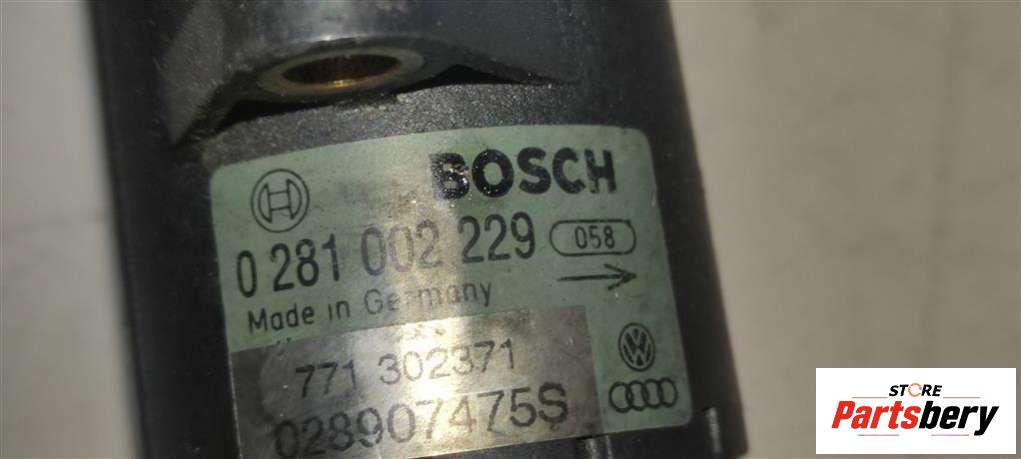 BOSCH
0 281 002 229 058
Made in Germany
771 302371
028907475S
STORE
Partsbery